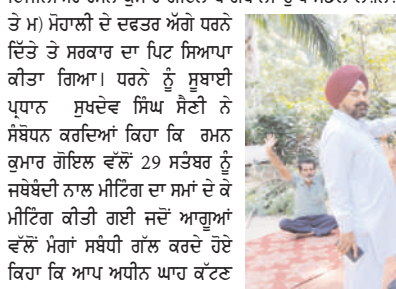 ਤੇ ਮ) ਮੋਹਾਲੀ ਦੇ ਦਫਤਰ ਅੱਗੇ ਧਰਨੇ
ਦਿੱਤੇ ਤੇ ਸਰਕਾਰ ਦਾ ਪਿਟ ਸਿਆਪਾ
ਕੀਤਾ ਗਿਆ। ਧਰਨੇ ਨੂੰ ਸੂਬਾਈ
ਪ੍ਰਧਾਨ ਸੁਖਦੇਵ ਸਿੰਘ ਸੈਣੀ ਨੇ
ਸੰਬੋਧਨ ਕਰਦਿਆਂ ਕਿਹਾ ਕਿ ਰਮਨ
ਕੁਮਾਰ ਗੋਇਲ ਵੱਲੋਂ 29 ਸਤੰਬਰ ਨੂੰ
ਜਥੇਬੰਦੀ ਨਾਲ ਮੀਟਿੰਗ ਦਾ ਸਮਾਂ ਦੇ ਕੇ
ਮੀਟਿੰਗ ਕੀਤੀ ਗਈ ਜਦੋਂ ਆਗੂਆਂ
ਵੱਲੋਂ ਮੰਗਾਂ ਸਬੰਧੀ ਗੱਲ ਕਰਦੇ ਹੋਏ
ਕਿਹਾ ਕਿ ਆਪ ਅਧੀਨ ਘਾਹ ਕੱਟਣ